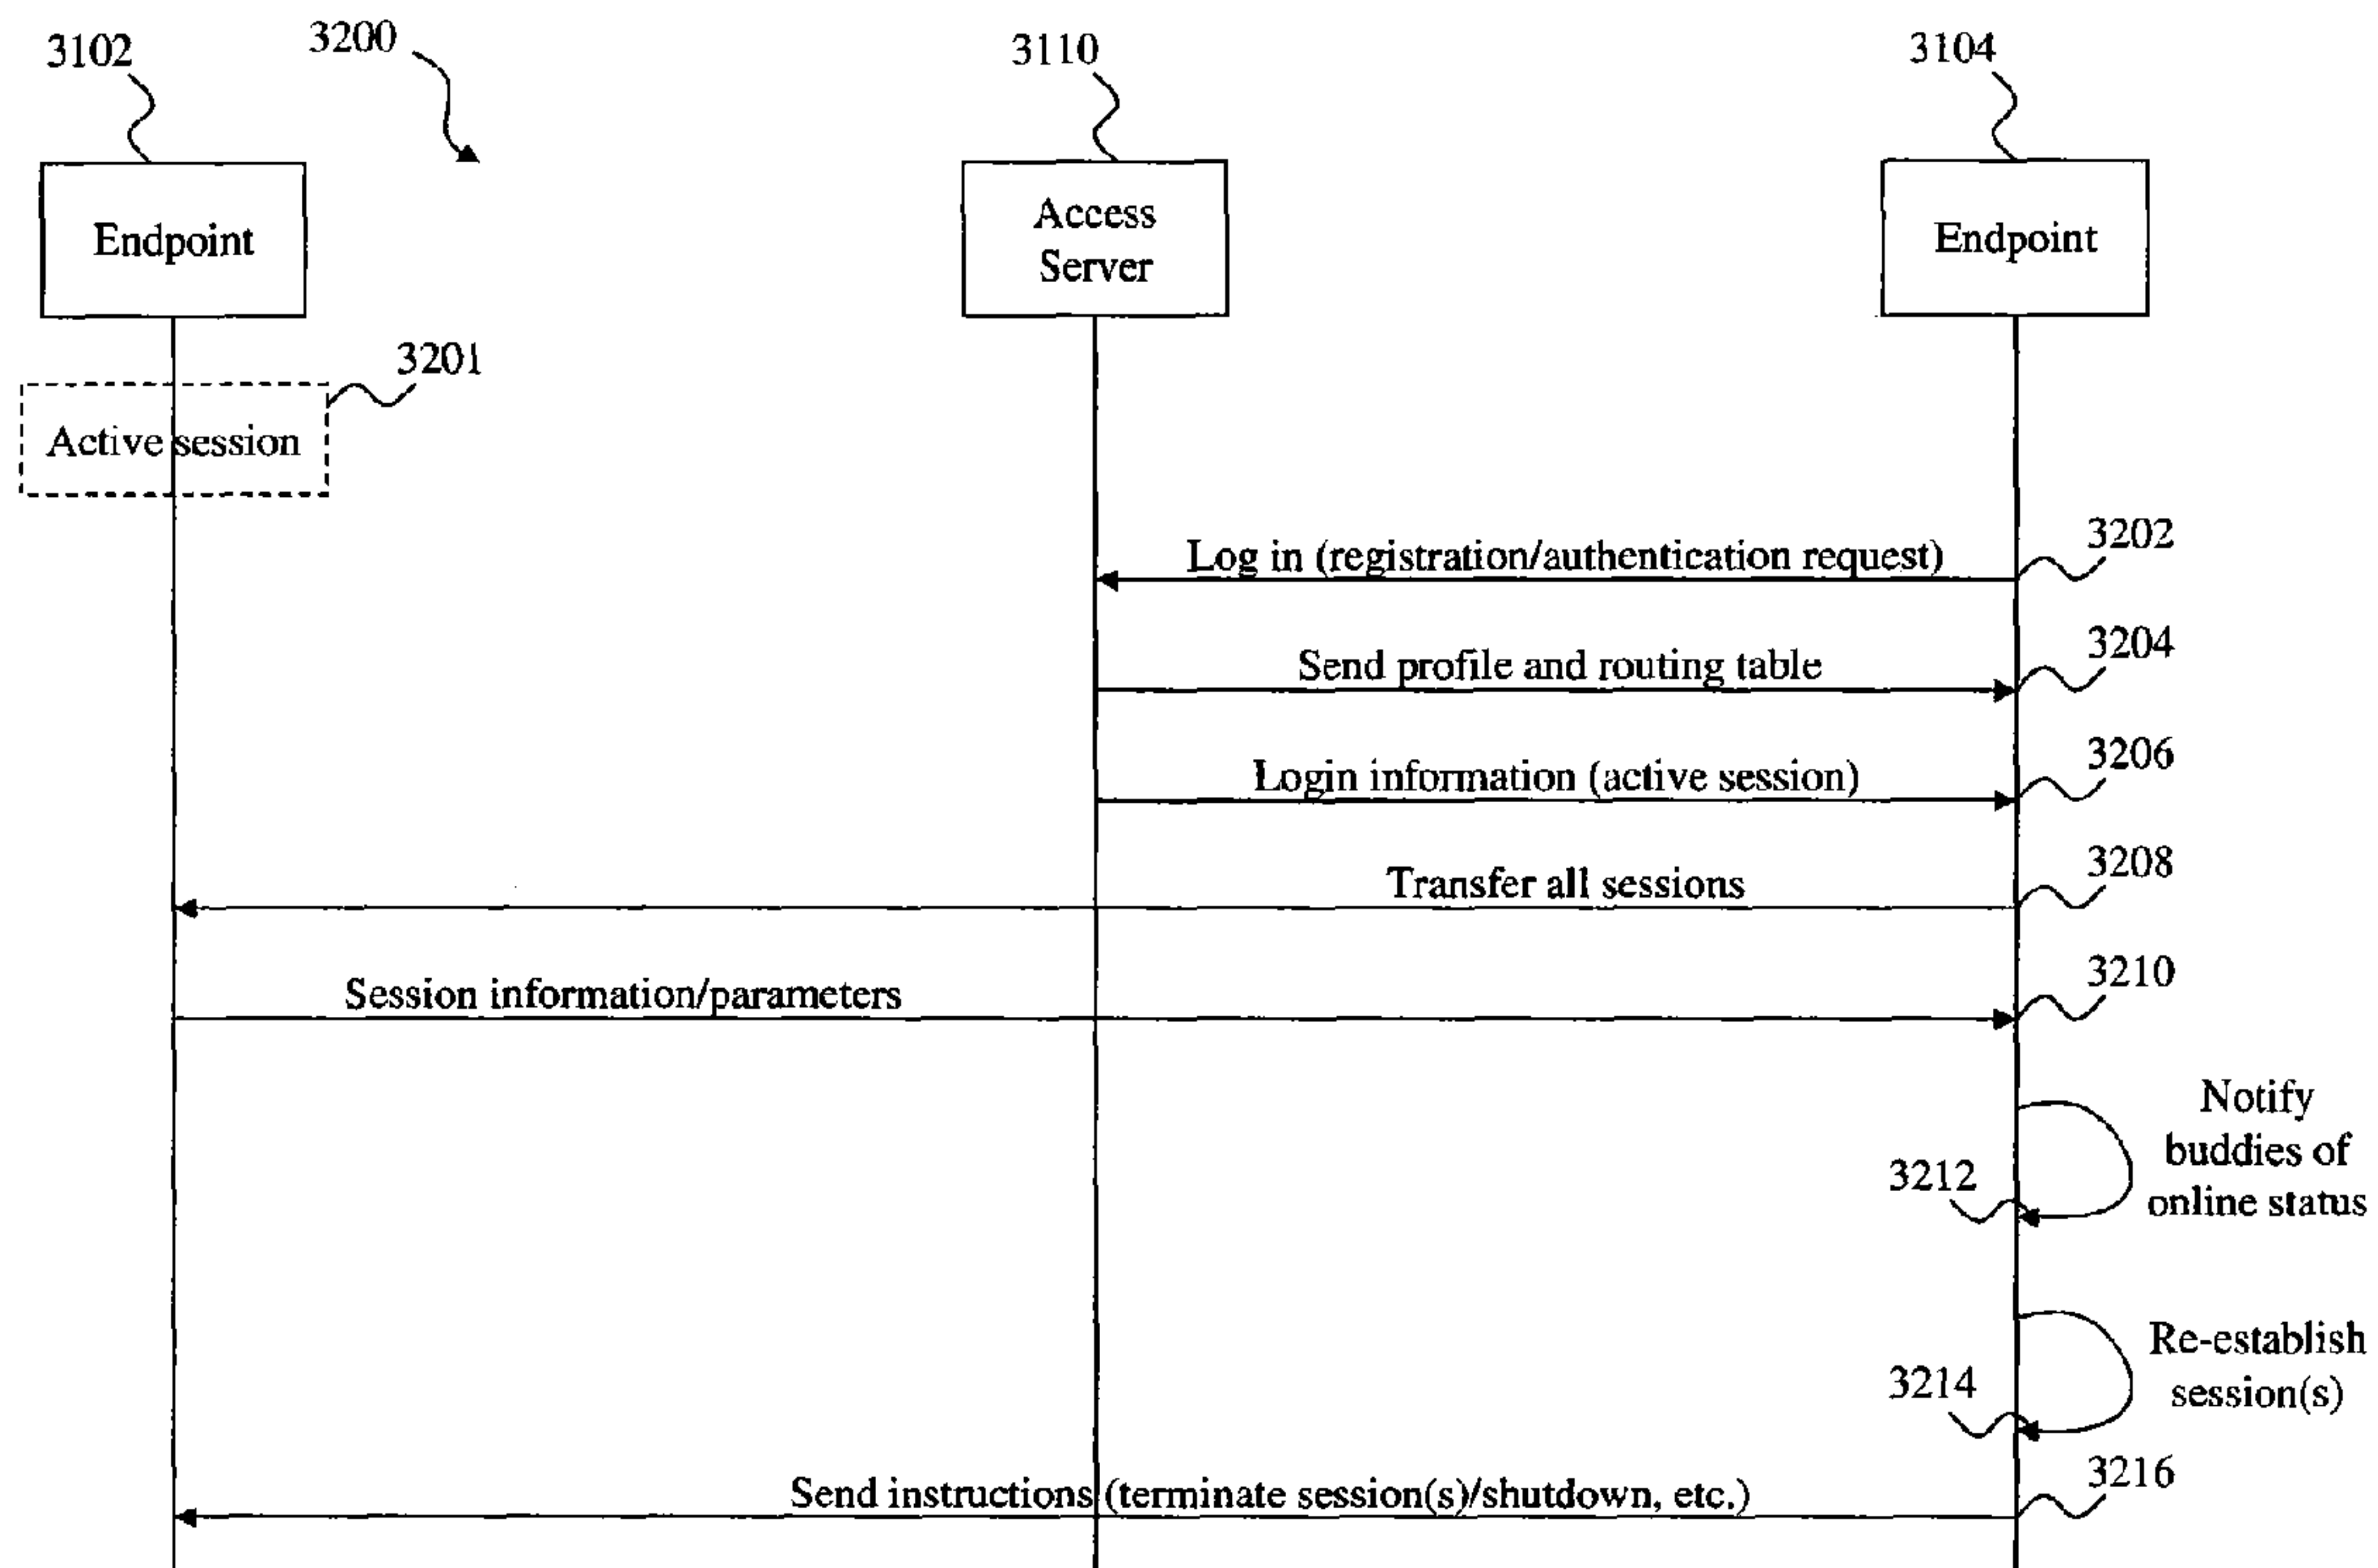 3102
3200
3110
3104
Endpoint
Access
Server
Endpoint
3201
Active session
Log in (registration/authentication request)
3202
Send profile and routing table
3204
Login information (active session)
3206
Transfer all sessions
3208
Session information/parameters
3210
Notify
buddies of
online status
3212
Re-establish
session(s)
3214
Send instructions (terminate session(s)/shutdown, etc.)
3216